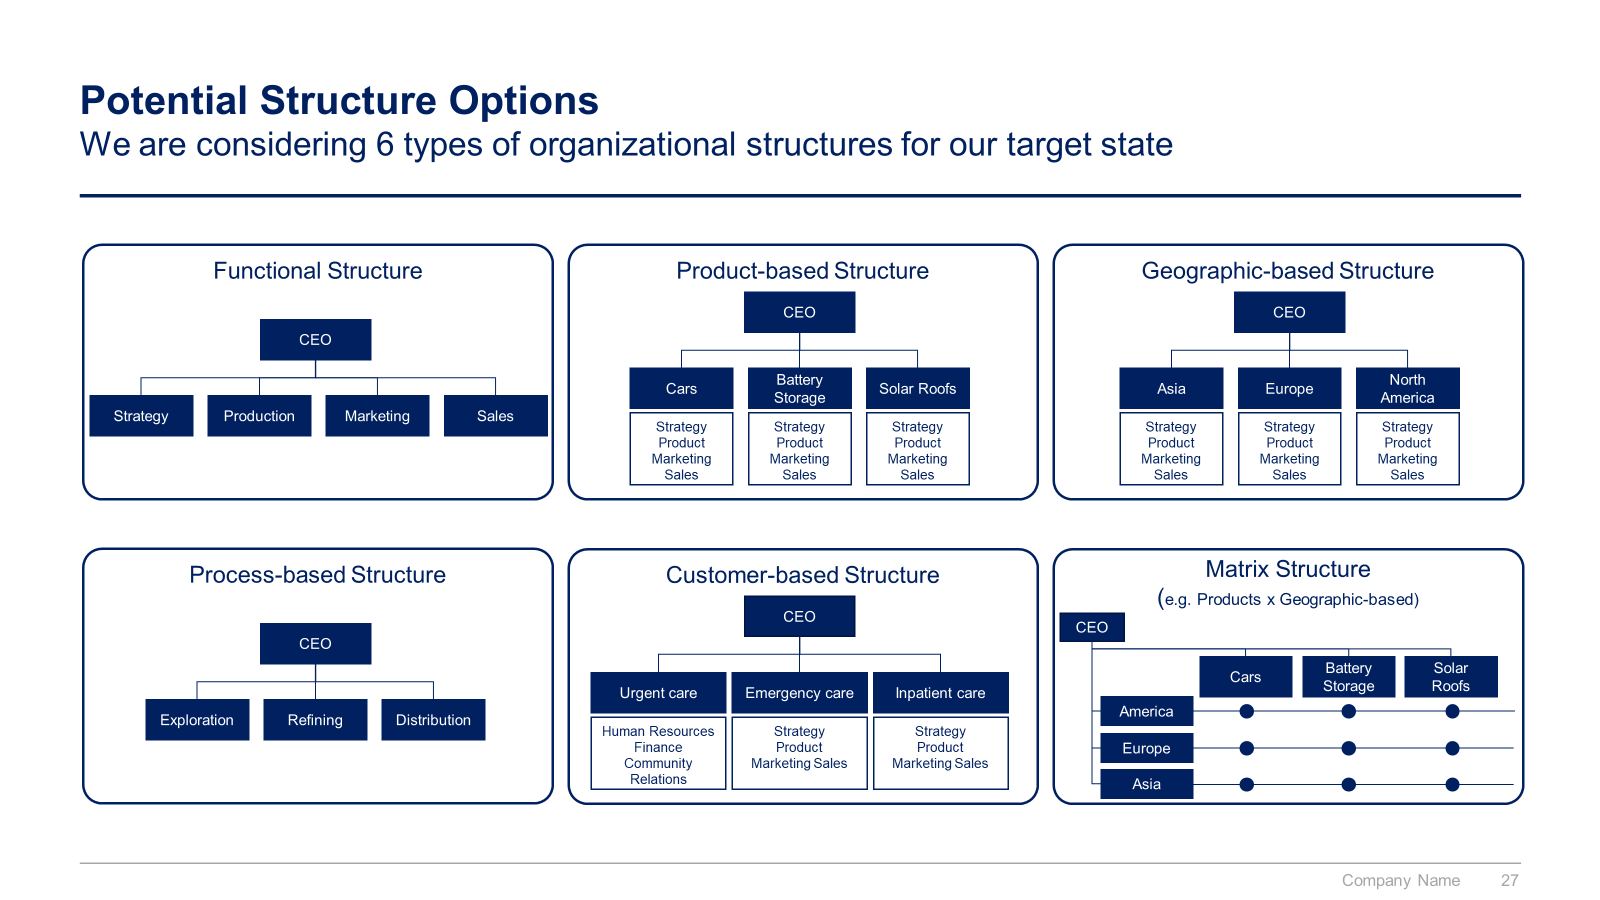 Potential Structure Options
We are considering 6 types of organizational structures for our target state
Functional Structure
CEO
Strategy
Production
Marketing
Sales
Product-based Structure
CEO
Cars
Battery
Storage
Solar Roofs
Strategy
Product
Marketing
Sales
Strategy
Product
Marketing
Sales
Strategy
Product
Marketing
Sales
Geographic-based Structure
CEO
Asia
Europe
North
America
Strategy
Product
Marketing
Sales
Strategy
Product
Marketing
Sales
Strategy
Product
Marketing
Sales
Process-based Structure
CEO
Exploration
Refining
Distribution
Customer-based Structure
CEO
Urgent care
Emergency care
Inpatient care
Human Resources
Finance
Community
Relations
Strategy
Product
Marketing Sales
Strategy
Product
Marketing Sales
Matrix Structure
(e.g. Products x Geographic-based)
CEO
Cars
Battery
Storage
Solar
Roofs
America
Europe
Asia
Company Name
27